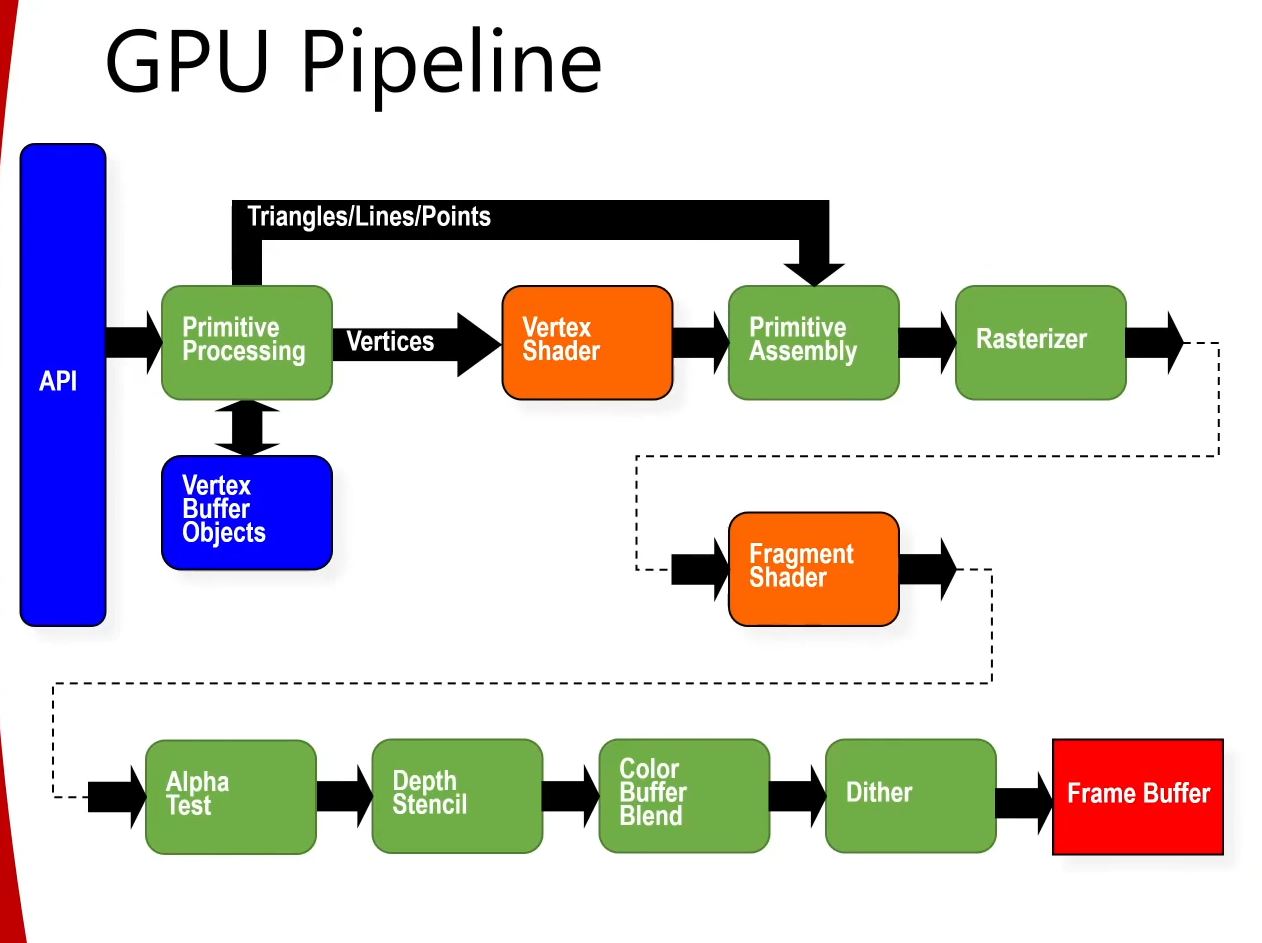 GPU Pipeline
Triangles/Lines/Points
API
Primitive
Processing
Vertices
Vertex
Shader
Primitive
Assembly
Rasterizer
Vertex
Buffer
Objects
Fragment
Shader
Alpha
Test
Depth
Stencil
Color
Buffer
Blend
Dither
Frame Buffer